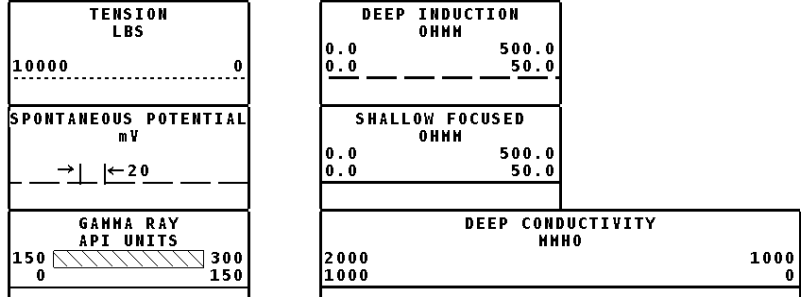 TENSION
LBS
10000 0
SPONTANEOUS POTENTIAL
mV
→ ←20
GAMMA RAY
API UNITS
150 300
0 150
DEEP INDUCTION
OHMM
0.0 500.0
0.0 50.0
SHALLOW FOCUSED
OHMM
0.0 500.0
0.0 50.0
DEEP CONDUCTIVITY
MMHO
2000 1000
1000 0